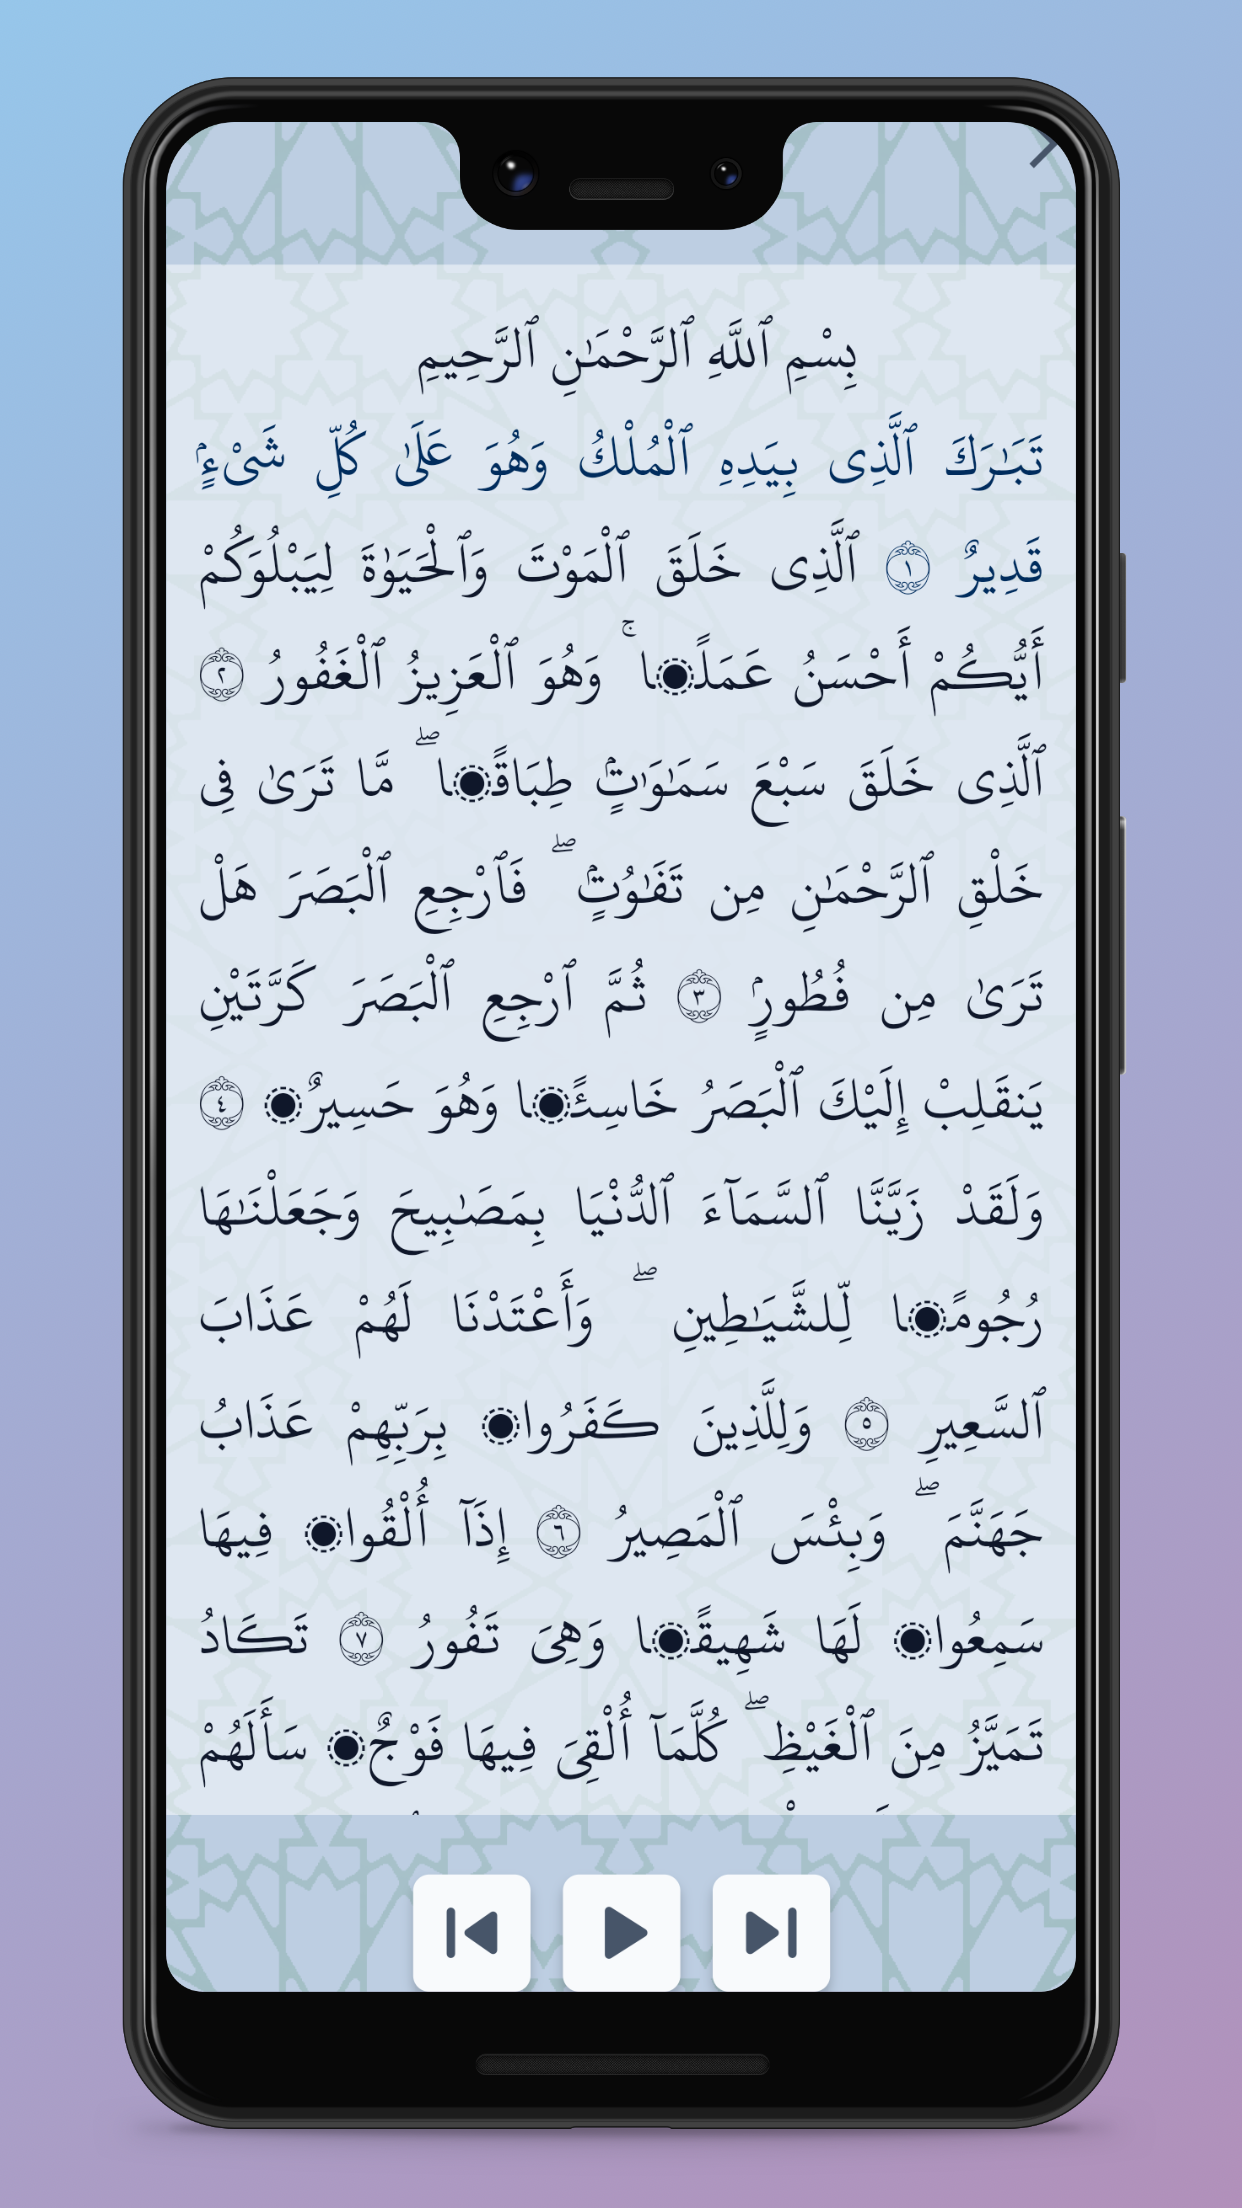 بِسْمِ ٱللَّهِ ٱلرَّحْمَـٰنِ ٱلرَّحِيمِ
تَبَـٰرَكَ ٱلَّذِى بِيَدِهِ ٱلْمُلْكُ وَهُوَ عَلَىٰ كُلِّ شَىْءٍۢ
قَدِيرٌ ١ ٱلَّذِى خَلَقَ ٱلْمَوْتَ وَٱلْحَيَوٰةَ لِيَبْلُوَكُمْ
أَيُّكُمْ أَحْسَنُ عَمَلًۭا ۚ وَهُوَ ٱلْعَزِيزُ ٱلْغَفُورُ ٢
ٱلَّذِى خَلَقَ سَبْعَ سَمَـٰوَٰتٍۢ طِبَاقًۭا ۖ مَّا تَرَىٰ فِى
خَلْقِ ٱلرَّحْمَـٰنِ مِن تَفَـٰوُتٍۢ ۖ فَٱرْجِعِ ٱلْبَصَرَ هَلْ
تَرَىٰ مِن فُطُورٍۢ ٣ ثُمَّ ٱرْجِعِ ٱلْبَصَرَ كَرَّتَيْنِ
يَنقَلِبْ إِلَيْكَ ٱلْبَصَرُ خَاسِئًۭا وَهُوَ حَسِيرٌۭ ٤
وَلَقَدْ زَيَّنَّا ٱلسَّمَآءَ ٱلدُّنْيَا بِمَصَـٰبِيحَ وَجَعَلْنَـٰهَا
رُجُومًۭا لِّلشَّيَـٰطِينِ ۖ وَأَعْتَدْنَا لَهُمْ عَذَابَ
ٱلسَّعِيرِ ٥ وَلِلَّذِينَ كَفَرُوا۟ بِرَبِّهِمْ عَذَابُ
جَهَنَّمَ ۖ وَبِئْسَ ٱلْمَصِيرُ ٦ إِذَآ أُلْقُوا۟ فِيهَا
سَمِعُوا۟ لَهَا شَهِيقًۭا وَهِىَ تَفُورُ ٧ تَكَادُ
تَمَيَّزُ مِنَ ٱلْغَيْظِ ۖ كُلَّمَآ أُلْقِىَ فِيهَا فَوْجٌۭ سَأَلَهُمْ